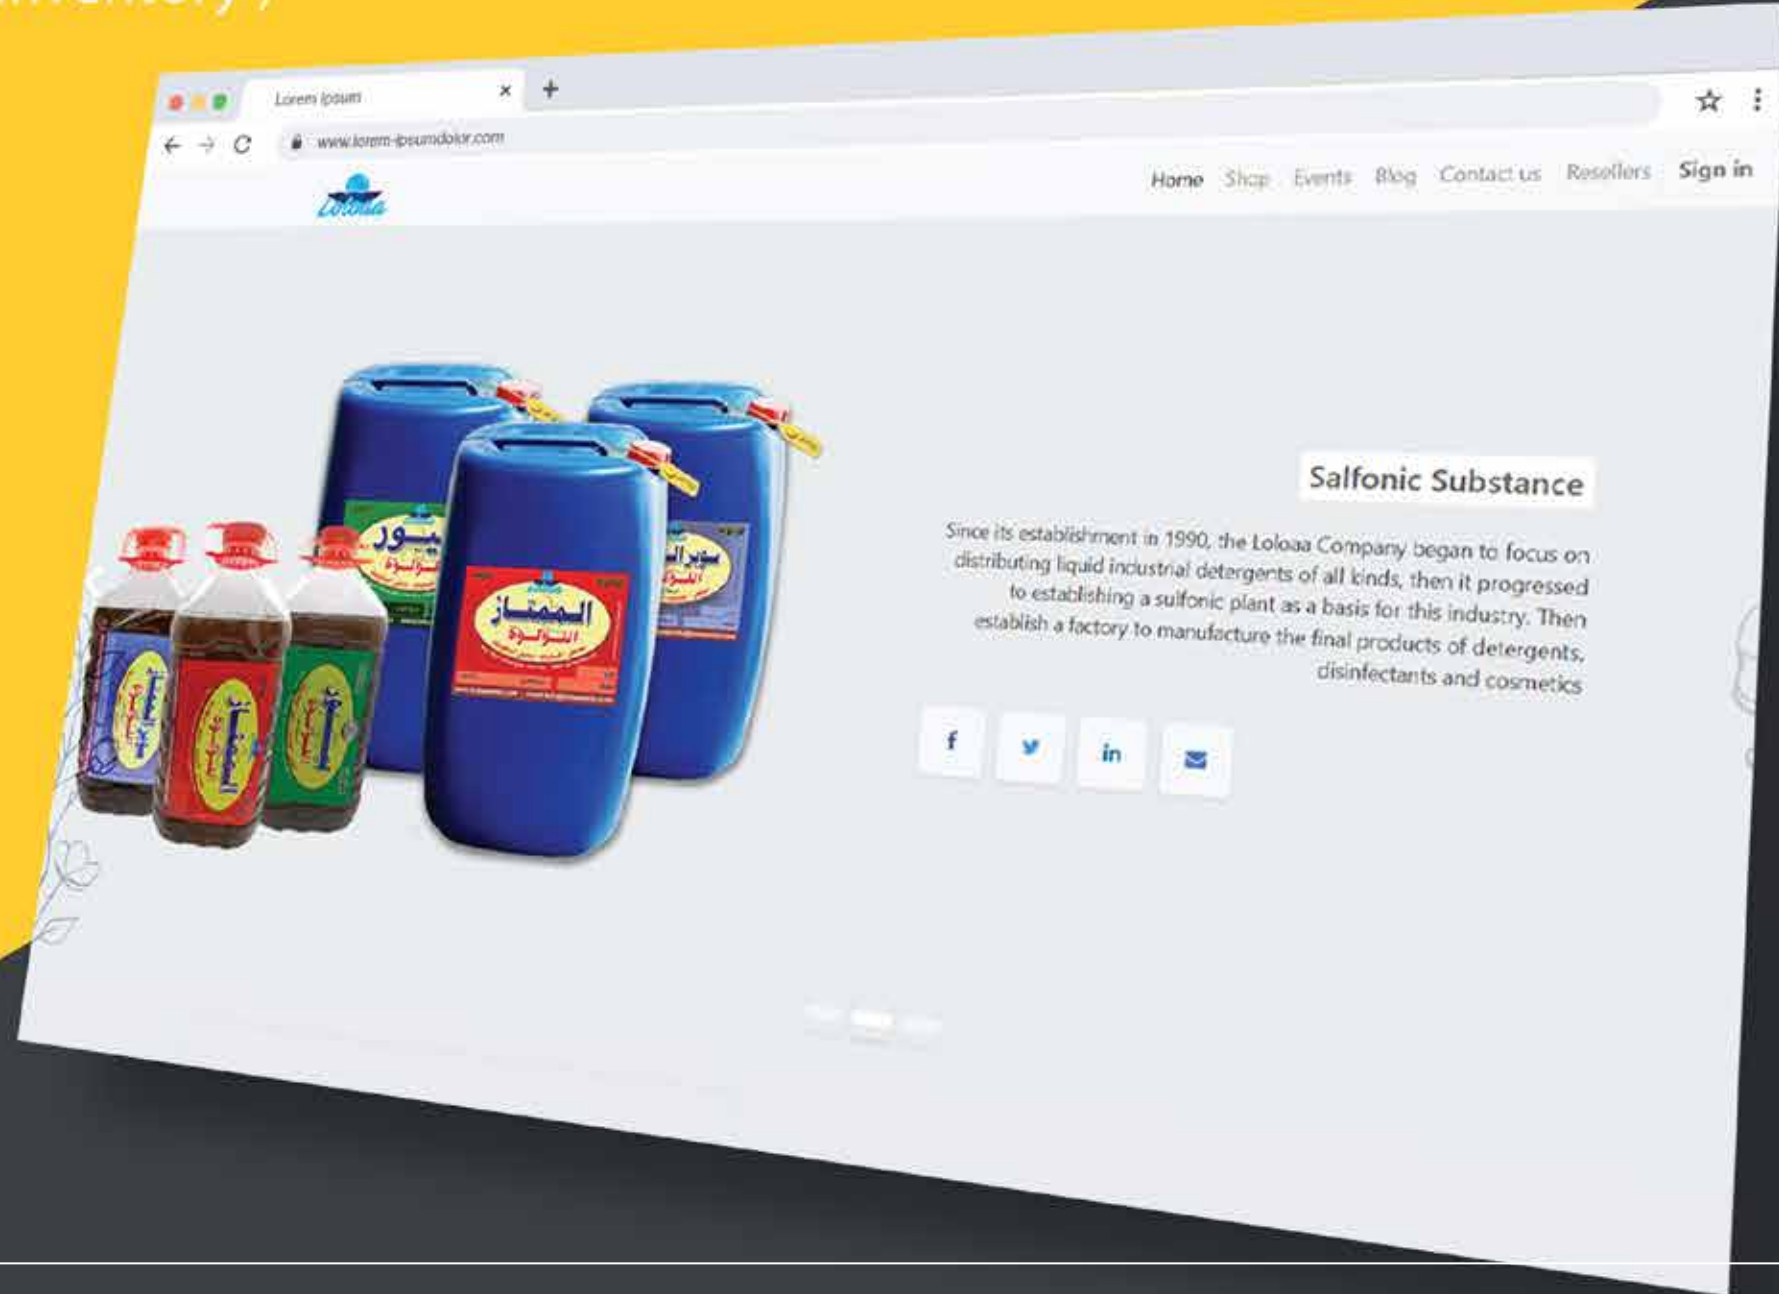 Lorem Ipsum
www.lorem-ipsumdolor.com
Loloaa
Home Shop Events Blog Contact us Resellers Sign in
Salfonic Substance
Since its establishment in 1990, the Loloaa Company began to focus on
distributing liquid industrial detergents of all kinds, then it progressed
to establishing a sulfonic plant as a basis for this industry. Then
establish a factory to manufacture the final products of detergents,
disinfectants and cosmetics
الممتاز
اللؤلؤة